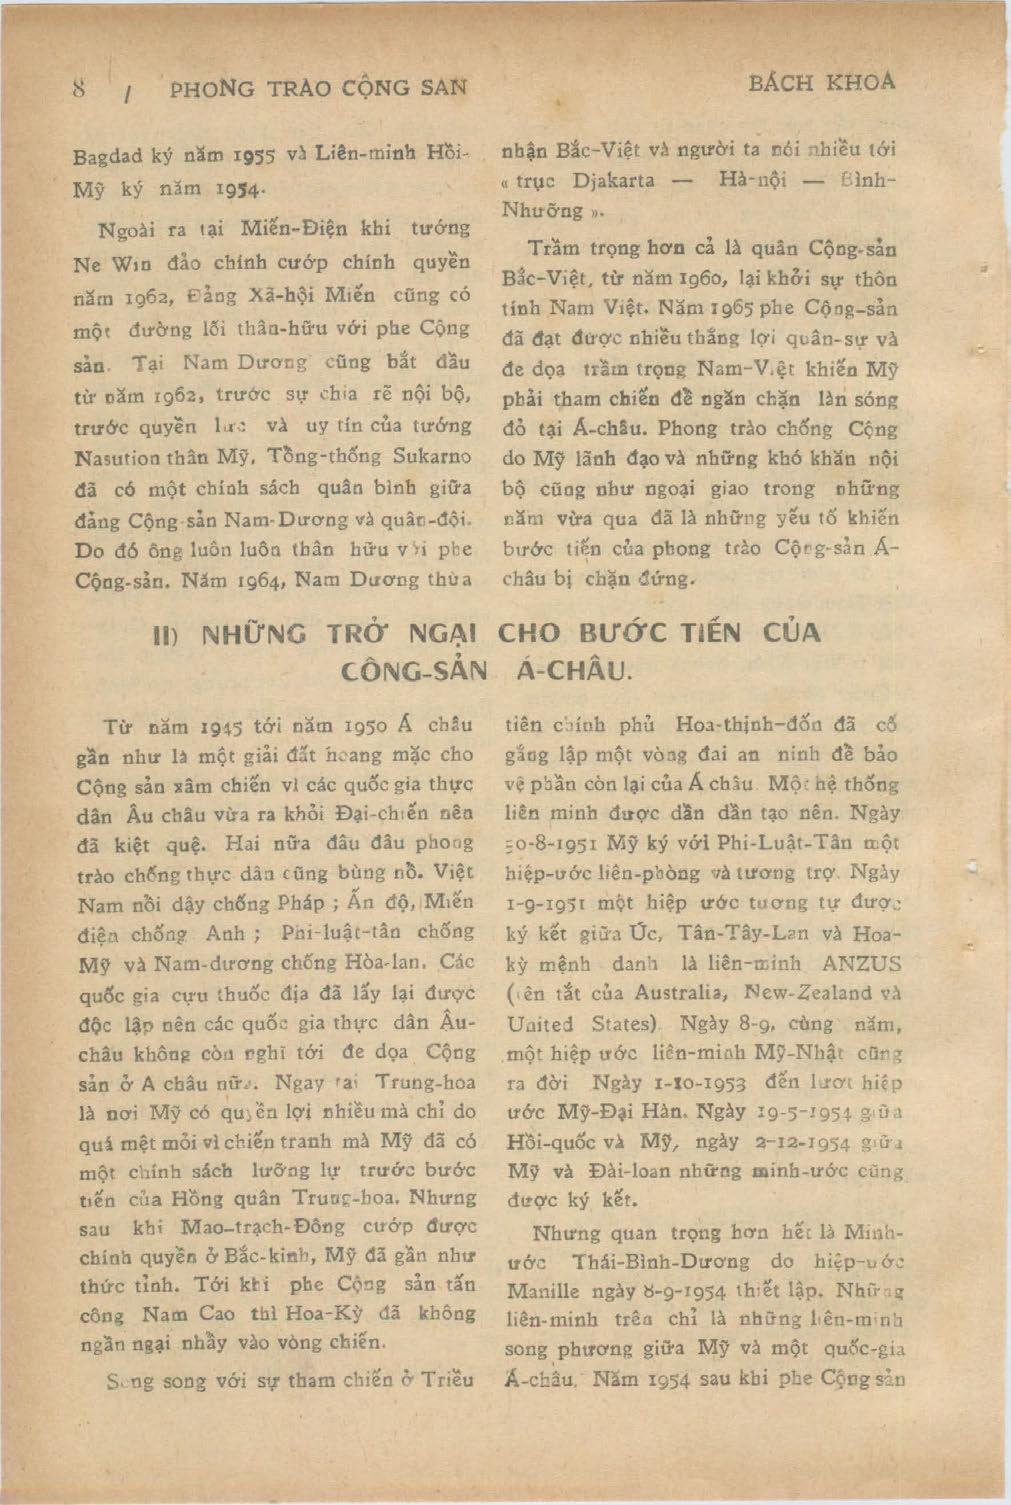 8 / PHONG TRÀO CỘNG SAN
BÁCH KHOA
Bagdad ký năm 1955 và Liên-minh Hồi-
Mỹ ký năm 1954.
Ngoài ra tại Miến-Điện khi tướng
Ne Win đảo chính cướp chính quyền
năm 1962, Đảng Xã-hội Miến cũng có
một đường lối thân-hữu với phe Cộng
sản. Tại Nam Dương cũng bắt đầu
từ năm 1962, trước sự chia rẽ nội bộ,
trước quyền lực và uy tín của tướng
Nasution thân Mỹ, Tổng-thống Sukarno
đã có một chính sách quân bình giữa
đảng Cộng-sản Nam-Dương và quân-đội.
Do đó ông luôn luôn thân hữu với phe
Cộng-sản. Năm 1964, Nam Dương thừa
nhận Bắc-Việt và người ta nói nhiều tới
« trục Djakarta — Hà-nội — Bình-
Nhưỡng ».
Trầm trọng hơn cả là quân Cộng-sản
Bắc-Việt, từ năm 1960, lại khởi sự thôn
tính Nam Việt. Năm 1965 phe Cộng-sản
đã đạt được nhiều thắng lợi quân-sự và
đe dọa trầm trọng Nam-Việt khiến Mỹ
phải tham chiến để ngăn chặn làn sóng
đỏ tại Á-châu. Phong trào chống Cộng
do Mỹ lãnh đạo và những khó khăn nội
bộ cũng như ngoại giao trong những
năm vừa qua đã là những yếu tố khiến
bước tiến của phong trào Cộng-sản Á-
châu bị chặn đứng.
II) NHỮNG TRỞ NGẠI CHO BƯỚC TIẾN CỦA
CÔNG-SẢN Á-CHÂU.
Từ năm 1945 tới năm 1950 Á châu
gần như là một giải đất hoang mặc cho
Cộng sản xâm chiến vì các quốc gia thực
dân Âu châu vừa ra khỏi Đại-chiến nên
đã kiệt quệ. Hai nữa đâu đâu phong
trào chống thực dân cũng bùng nổ. Việt
Nam nổi dậy chống Pháp ; Ấn độ, Miến
điện chống Anh ; Phi-luật-tân chống
Mỹ và Nam-dương chống Hòa-lan. Các
quốc gia cựu thuốc địa đã lấy lại được
độc lập nên các quốc gia thực dân Âu-
châu không còn nghĩ tới đe dọa Cộng
sản ở A châu nữa. Ngay tại Trung-hoa
là nơi Mỹ có quyền lợi nhiều mà chỉ do
quá mệt mỏi vì chiến tranh mà Mỹ đã có
một chính sách lưỡng lự trước bước
tiến của Hồng quân Trung-hoa. Nhưng
sau khi Mao-trạch-Đông cướp được
chính quyền ở Bắc-kinh, Mỹ đã gần như
thức tỉnh. Tới khi phe Cộng sản tấn
công Nam Cao thì Hoa-Kỳ đã không
ngần ngại nhảy vào vòng chiến.
Song song với sự tham chiến ở Triều
tiên chính phủ Hoa-thịnh-đốn đã cố
gắng lập một vòng đai an ninh để bảo
vệ phần còn lại của Á châu. Một hệ thống
liên minh được dần dần tạo nên. Ngày
0-8-1951 Mỹ ký với Phi-Luật-Tân một
hiệp-ước liên-phòng và tương trợ. Ngày
1-9-1951 một hiệp ước tương tự được
ký kết giữa Úc, Tân-Tây-Lan và Hoa-
kỳ mệnh danh là liên-minh ANZUS
(tên tắt của Australia, New-Zealand và
United States). Ngày 8-9, cùng năm,
một hiệp ước liên-minh Mỹ-Nhật cũng
ra đời Ngày 1-10-1953 đến lượt hiệp
ước Mỹ-Đại Hàn. Ngày 19-5-1954 giữa
Hồi-quốc và Mỹ, ngày 2-12-1954 giữa
Mỹ và Đài-loan những minh-ước cũng
được ký kết.
Nhưng quan trọng hơn hết là Minh-
ước Thái-Bình-Dương do hiệp-ước
Manille ngày 8-9-1954 thiết lập. Những
liên-minh trên chỉ là những liên-minh
song phương giữa Mỹ và một quốc-gia
Á-châu. Năm 1954 sau khi phe Cộng sản